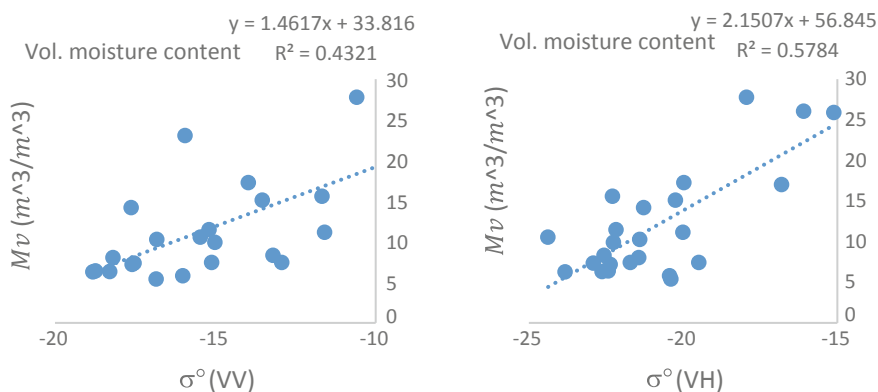 y = 1.4617x + 33.816
Vol. moisture content
R² = 0.4321
30
25
20
15
10
5
0
Mv (m^3/m^3)
-20
-15
-10
σ° (VV)
y = 2.1507x + 56.845
Vol. moisture content
R² = 0.5784
30
25
20
15
10
5
0
Mv (m^3/m^3)
-25
-20
-15
σ° (VH)